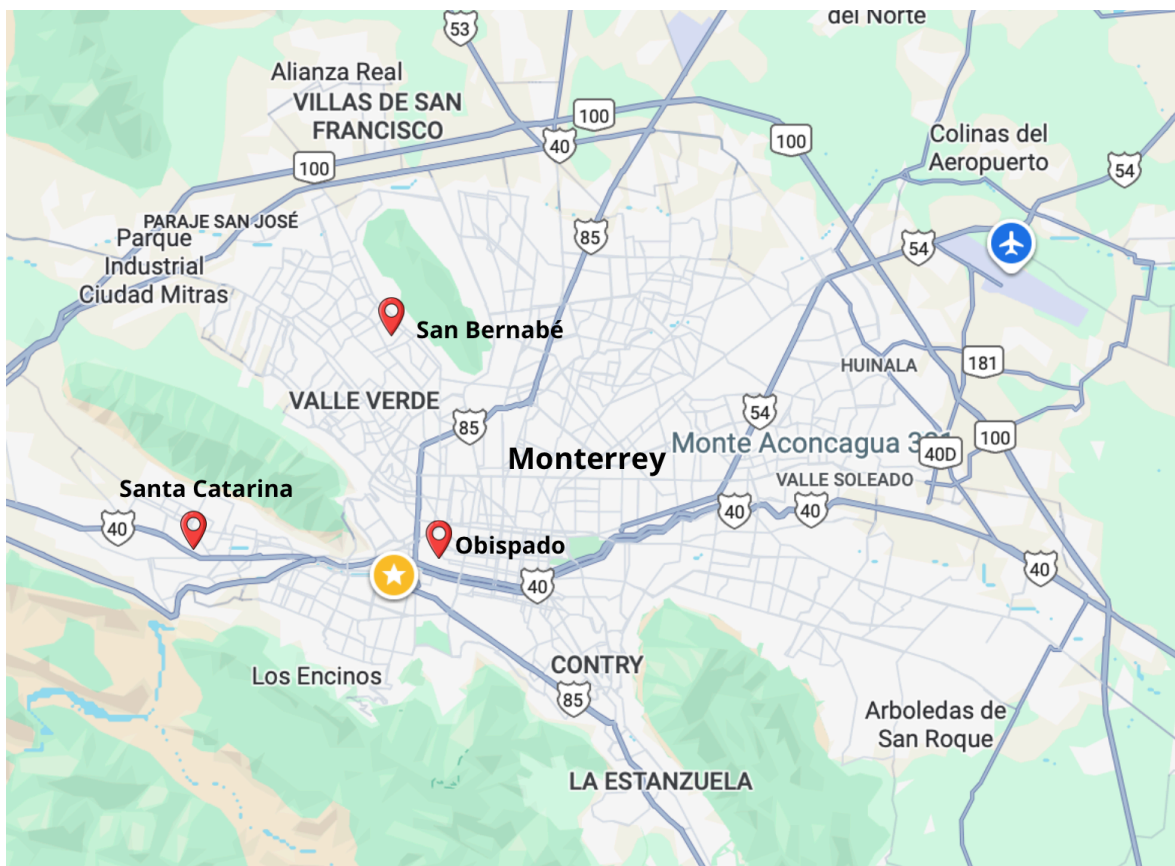 del Norte
53
Alianza Real
VILLAS DE SAN
FRANCISCO
100
40
100
100
Colinas del
Aeropuerto
54
PARAJE SAN JOSÉ
Parque
Industrial
Ciudad Mitras
85
54
San Bernabé
HUINALA
181
VALLE VERDE
54
85
Monterrey
Monte Aconcagua
40D
100
VALLE SOLEADO
Santa Catarina
40
40
40
Obispado
40
40
Los Encinos
CONTRY
85
Arboledas de
San Roque
LA ESTANZUELA